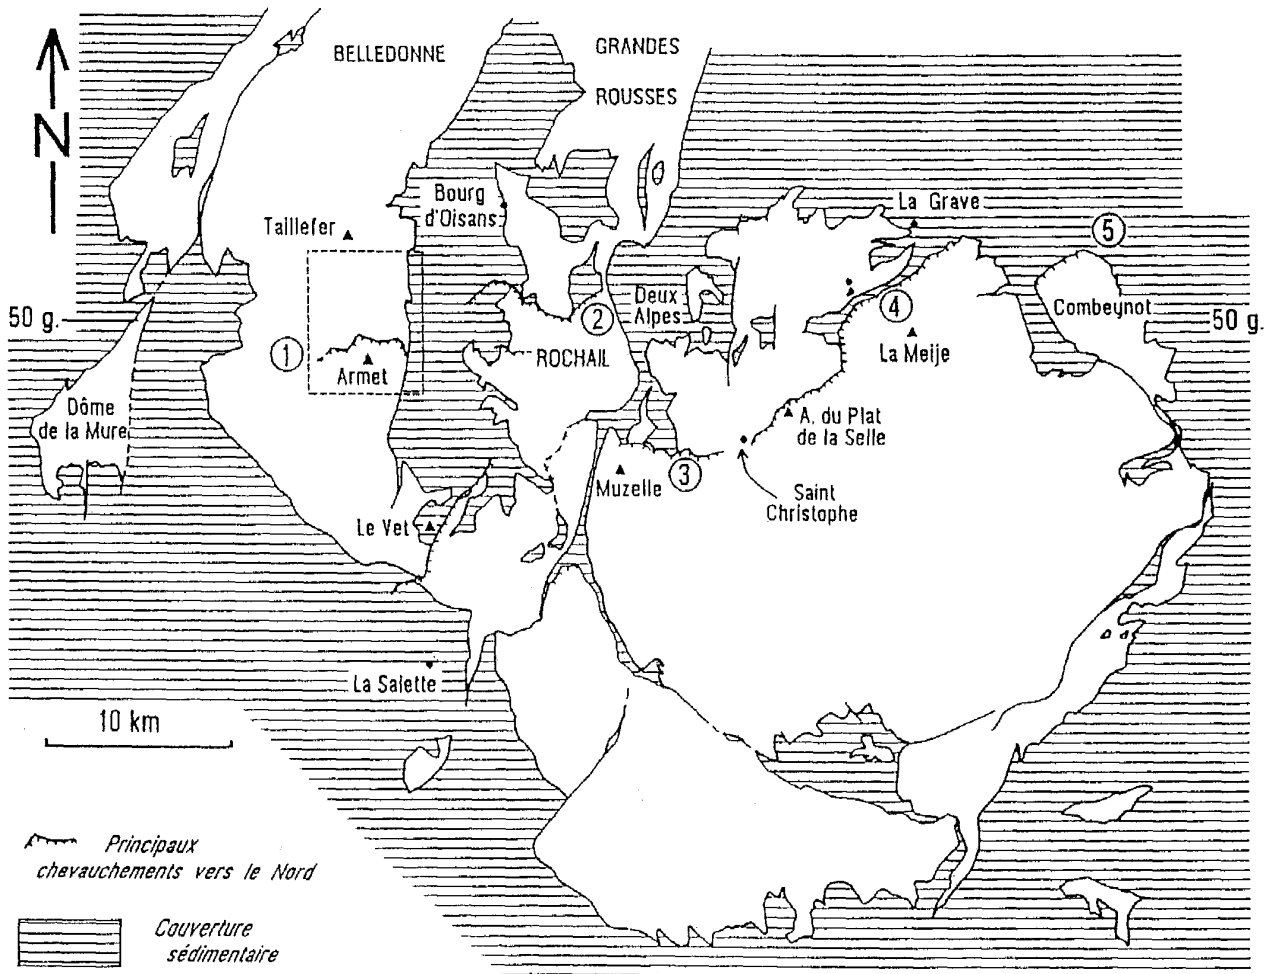 N
BELLEDONNE
GRANDES
ROUSSES
Bourg
d'Oisans
Taillefer
La Grave
5
50 g.
Deux
Alpes
2
4
Combeynot
50 g.
1
Armet
ROCHAIL
La Meije
Dôme
de la Mure
A. du Plat
de la Selle
Muzelle
3
Saint
Christophe
Le Vet
La Salette
10 km
Principaux
chevauchements vers le Nord
Couverture
sédimentaire